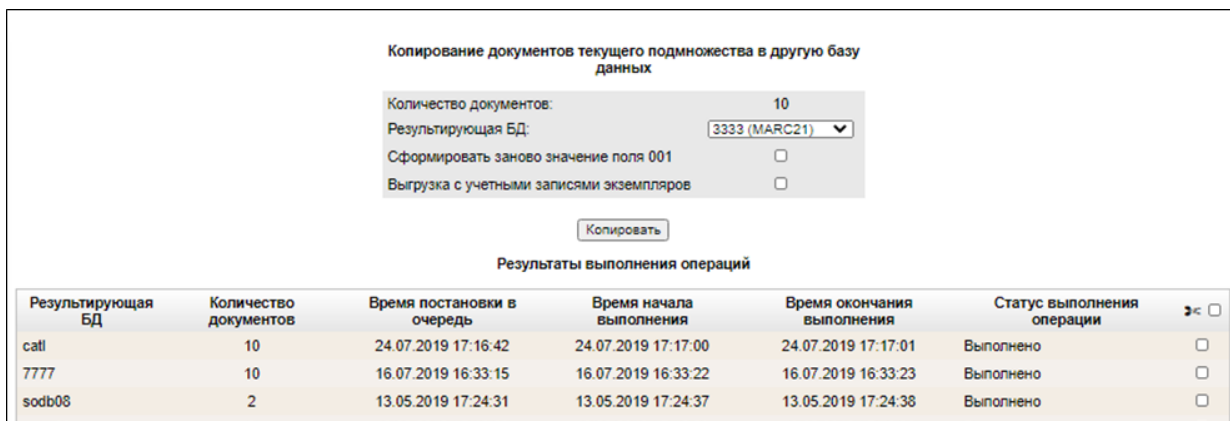 Копирование документов текущего подмножества в другую базу
данных
Количество документов: 10
Результирующая БД: 3333 (MARC21)
Сформировать заново значение поля 001
Выгрузка с учетными записями экземпляров
Копировать
Результаты выполнения операций
Результирующая БД Количество документов Время постановки в очередь Время начала выполнения Время окончания выполнения Статус выполнения операции
catl 10 24.07.2019 17:16:42 24.07.2019 17:17:00 24.07.2019 17:17:01 Выполнено
7777 10 16.07.2019 16:33:15 16.07.2019 16:33:22 16.07.2019 16:33:23 Выполнено
sodb08 2 13.05.2019 17:24:31 13.05.2019 17:24:37 13.05.2019 17:24:38 Выполнено